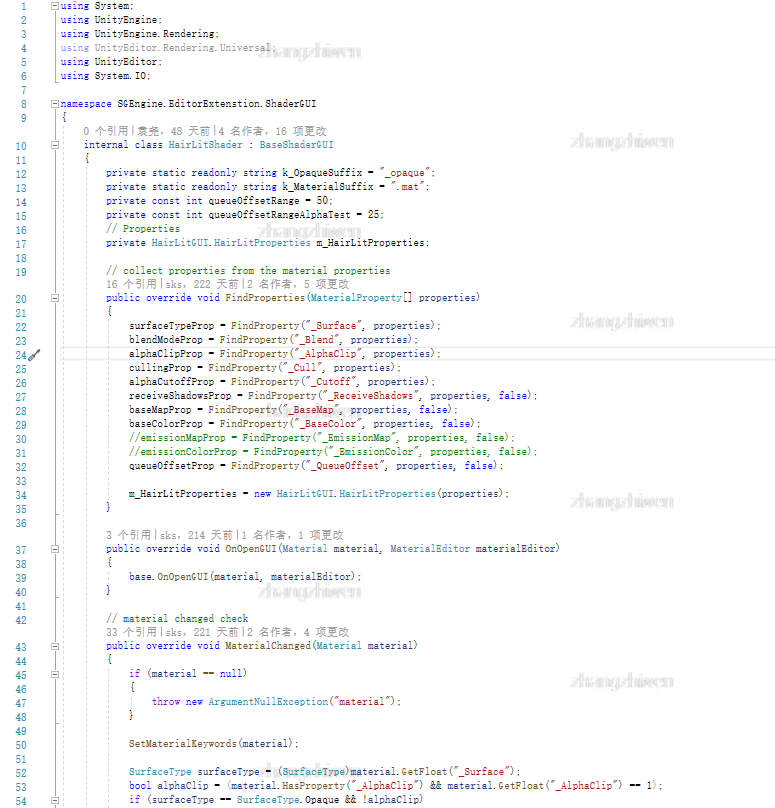 1 using System;
2 using UnityEngine;
3 using UnityEngine.Rendering;
4 using UnityEditor.Rendering.Universal;
5 using UnityEditor;
6 using System.IO;
7
8 namespace SGEngine.EditorExtenstion.ShaderGUI
9 {
0 个引用|袁尧, 48 天前|4 名作者, 16 项更改
10 internal class HairLitShader : BaseShaderGUI
11 {
12 private static readonly string k_OpaqueSuffix = "_opaque";
13 private static readonly string k_MaterialSuffix = ".mat";
14 private const int queueOffsetRange = 50;
15 private const int queueOffsetRangeAlphaTest = 25;
16 // Properties
17 private HairLitGUI.HairLitProperties m_HairLitProperties;
18
19 // collect properties from the material properties
16 个引用|sks, 222 天前|2 名作者, 5 项更改
20 public override void FindProperties(MaterialProperty[] properties)
21 {
22 surfaceTypeProp = FindProperty("_Surface", properties);
23 blendModeProp = FindProperty("_Blend", properties);
24 alphaClipProp = FindProperty("_AlphaClip", properties);
25 cullingProp = FindProperty("_Cull", properties);
26 alphaCutoffProp = FindProperty("_Cutoff", properties);
27 receiveShadowsProp = FindProperty("_ReceiveShadows", properties, false);
28 baseMapProp = FindProperty("_BaseMap", properties, false);
29 baseColorProp = FindProperty("_BaseColor", properties, false);
30 //emissionMapProp = FindProperty("_EmissionMap", properties, false);
31 //emissionColorProp = FindProperty("_EmissionColor", properties, false);
32 queueOffsetProp = FindProperty("_QueueOffset", properties, false);
33
34 m_HairLitProperties = new HairLitGUI.HairLitProperties(properties);
35 }
36
3 个引用|sks, 214 天前|1 名作者, 1 项更改
37 public override void OnOpenGUI(Material material, MaterialEditor materialEditor)
38 {
39 base.OnOpenGUI(material, materialEditor);
40 }
41
42 // material changed check
33 个引用|sks, 221 天前|2 名作者, 4 项更改
43 public override void MaterialChanged(Material material)
44 {
45 if (material == null)
46 {
47 throw new ArgumentNullException("material");
48 }
49
50 SetMaterialKeywords(material);
51
52 SurfaceType surfaceType = (SurfaceType)material.GetFloat("_Surface");
53 bool alphaClip = (material.HasProperty("_AlphaClip") && material.GetFloat("_AlphaClip") == 1);
54 if (surfaceType == SurfaceType.Opaque && !alphaClip)
zhangzhiwen
zhangzhiwen
zhangzhiwen
zhangzhiwen
zhangzhiwen
zhangzhiwen
zhangzhiwen
zhangzhiwen
zhangzhiwen